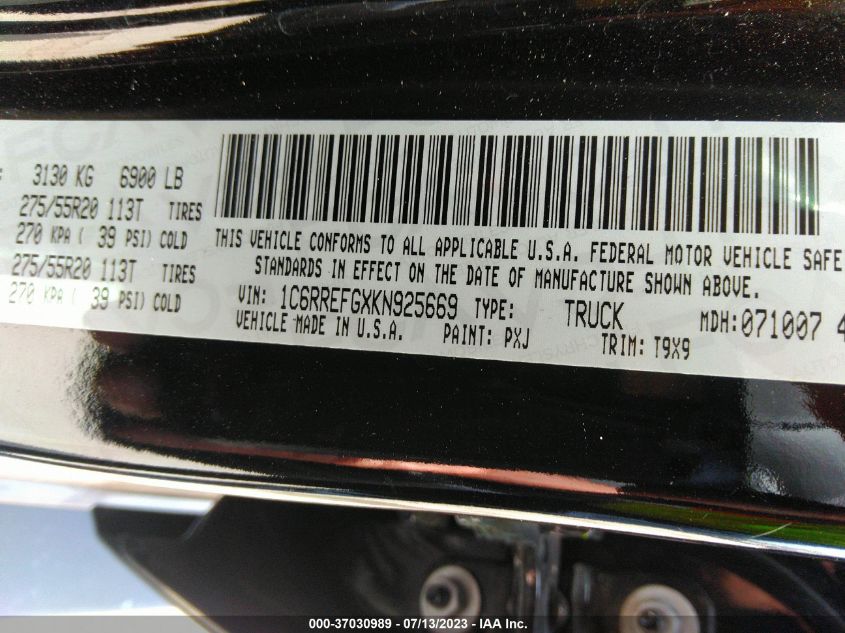 3130 KG 6900 LB
275/55R20 113T TIRES
270 KPA ( 39 PSI) COLD
275/55R20 113T TIRES
270 KPA ( 39 PSI) COLD
THIS VEHICLE CONFORMS TO ALL APPLICABLE U.S.A. FEDERAL MOTOR VEHICLE SAFE
STANDARDS IN EFFECT ON THE DATE OF MANUFACTURE SHOWN ABOVE.
VIN: 1C6RREFGXKN925669 TYPE: TRUCK MDH:071007 4
VEHICLE MADE IN U.S.A. PAINT: PXJ TRIM: T9X9
000-37030989 - 07/13/2023 - IAA Inc.